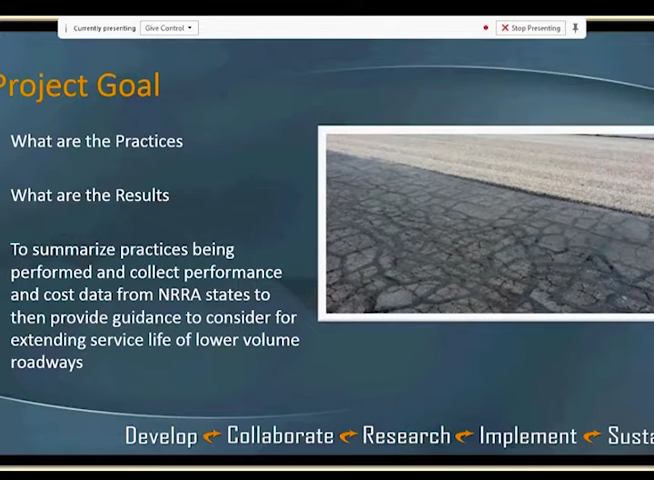 Currently presenting Give Control Stop Presenting
Project Goal
What are the Practices
What are the Results
To summarize practices being
performed and collect performance
and cost data from NRRA states to
then provide guidance to consider for
extending service life of lower volume
roadways
Develop Collaborate Research Implement Susta